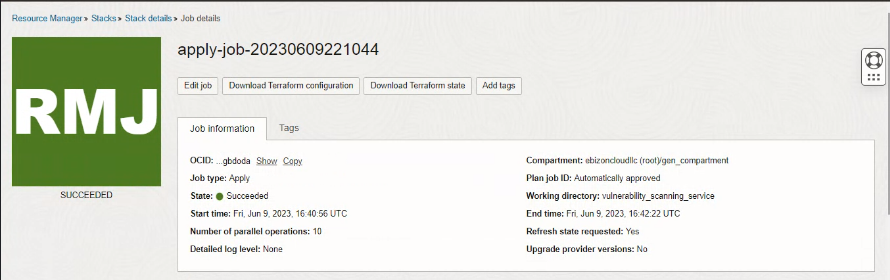 Resource Manager » Stacks » Stack details » Job details
RMJ
SUCCEEDED
apply-job-20230609221044
Edit job Download Terraform configuration Download Terraform state Add tags
Job information Tags
OCID: ...gbdoda Show Copy
Job type: Apply
State: Succeeded
Start time: Fri, Jun 9, 2023, 16:40:56 UTC
Number of parallel operations: 10
Detailed log level: None
Compartment: ebizoncloudllc (root)/gen_compartment
Plan job ID: Automatically approved
Working directory: vulnerability_scanning_service
End time: Fri, Jun 9, 2023, 16:42:22 UTC
Refresh state requested: Yes
Upgrade provider versions: No